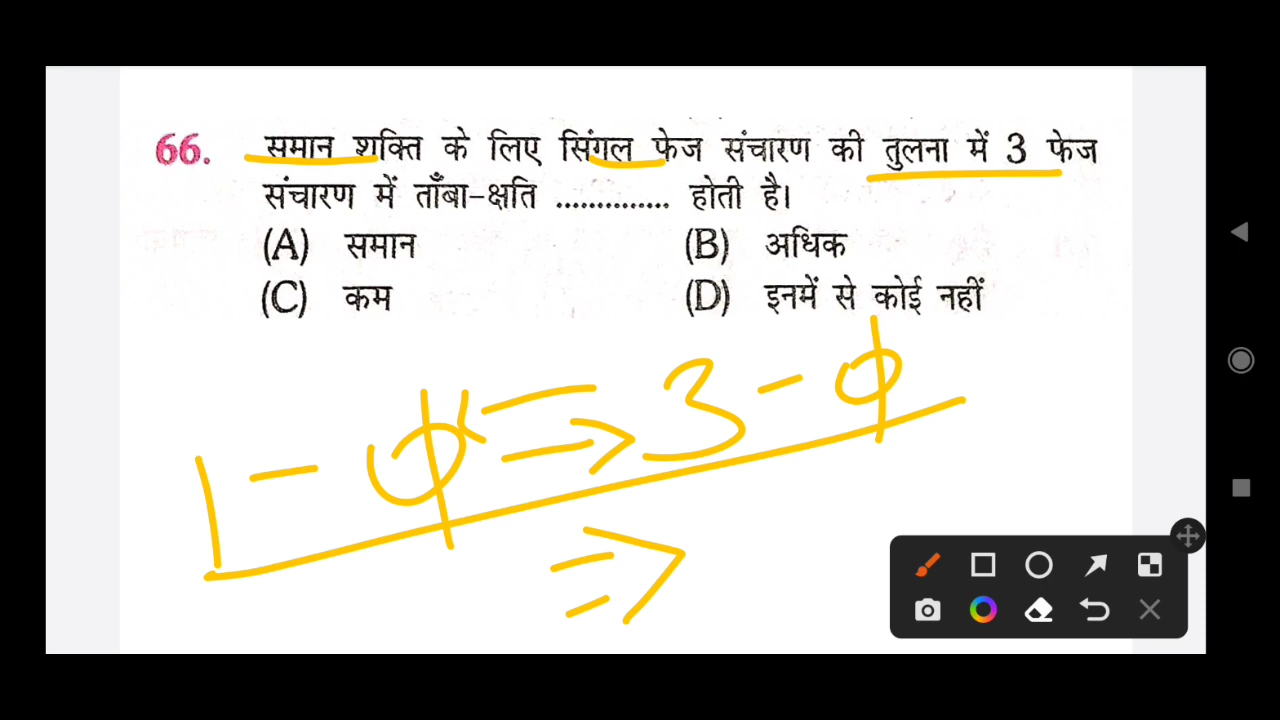 66. समान शक्ति के लिए सिंगल फेज संचारण की तुलना में 3 फेज
संचारण में ताँबा-क्षति .............. होती है।
(A) समान (B) अधिक
(C) कम (D) इनमें से कोई नहीं
1 - φ ⇒ 3 - φ
⇒